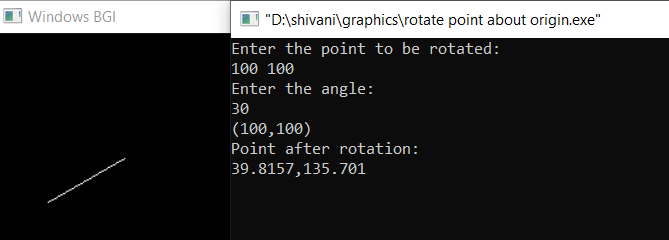 Windows BGI
"D:\shivani\graphics\rotate point about origin.exe"
Enter the point to be rotated:
100 100
Enter the angle:
30
(100,100)
Point after rotation:
39.8157,135.701